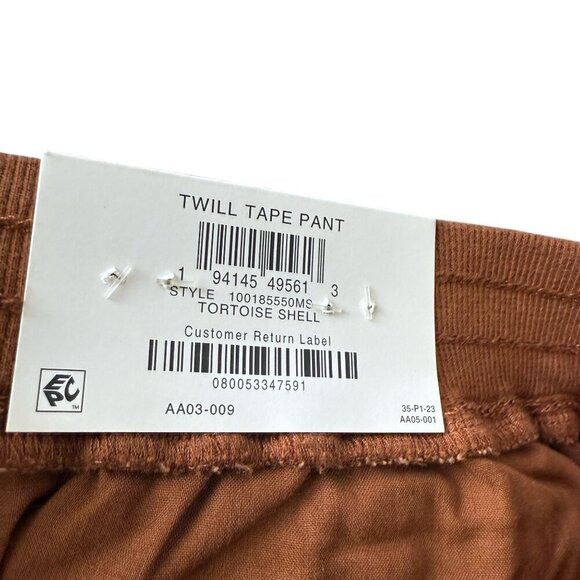 TWILL TAPE PANT
1 94145 49561 3
STYLE 100185550MS
TORTOISE SHELL
Customer Return Label
080053347591
EPC™
AA03-009
35-P1-23
AA05-001